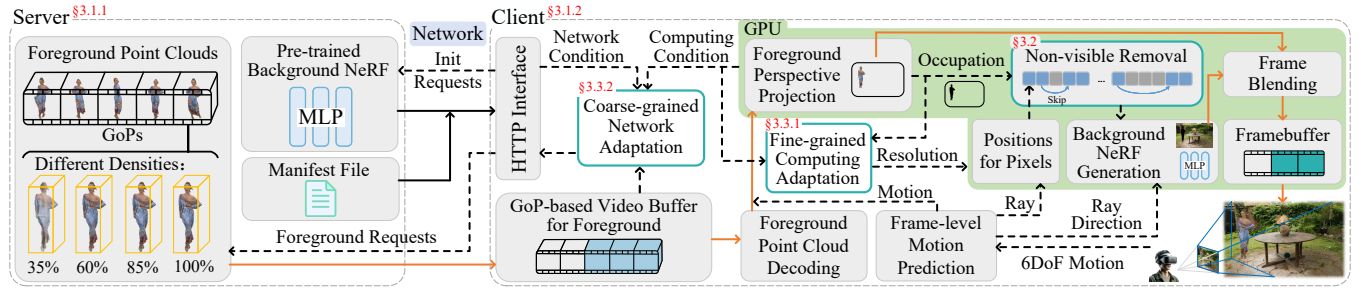 Server §3.1.1
Foreground Point Clouds
GoPs
Different Densities：
35% 60% 85% 100%
Pre-trained
Background NeRF
MLP
Manifest File
Network
Init
Requests
Foreground Requests
Client §3.1.2
HTTP Interface
Network
Condition
Computing
Condition
§3.3.2
Coarse-grained
Network
Adaptation
GoP-based Video Buffer
for Foreground
GPU
Foreground
Perspective
Projection
Occupation
§3.3.1
Fine-grained
Computing
Adaptation
Resolution
Motion
Foreground
Point Cloud
Decoding
Frame-level
Motion
Prediction
§3.2
Non-visible Removal
...
Skip
Positions
for Pixels
Background
NeRF
Generation
MLP
Ray
Ray
Direction
6DoF Motion
Frame
Blending
Framebuffer